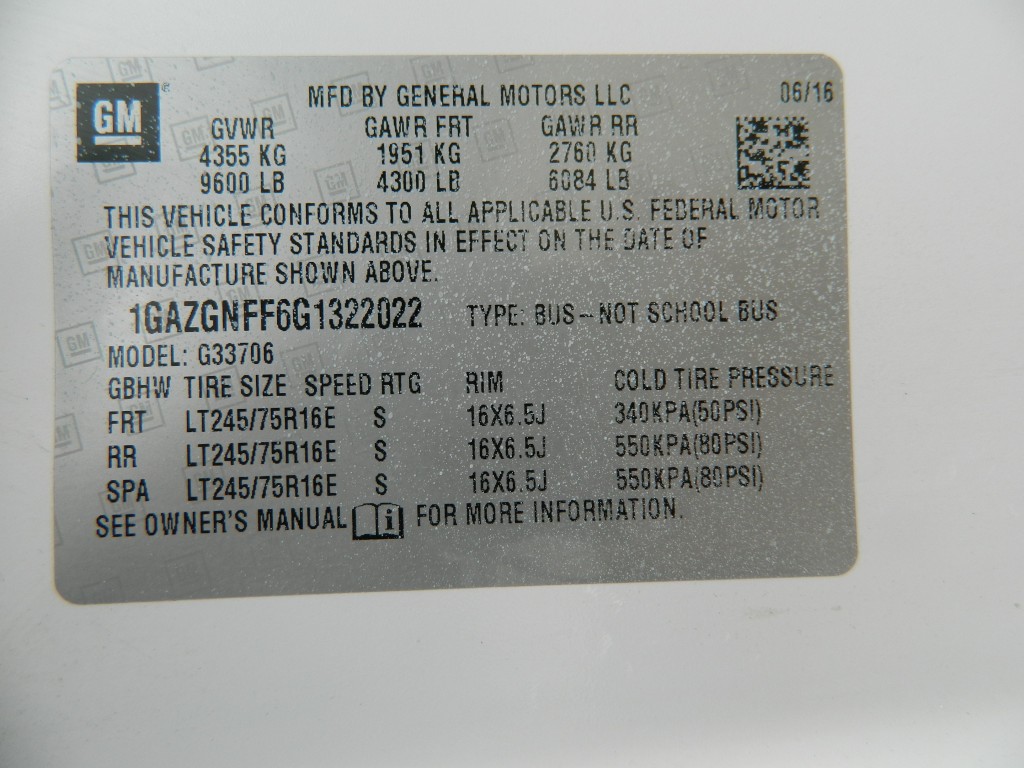 GM
MFD BY GENERAL MOTORS LLC 06/16
GVWR GAWR FRT GAWR RR
4355 KG 1951 KG 2760 KG
9600 LB 4300 LB 6084 LB
THIS VEHICLE CONFORMS TO ALL APPLICABLE U.S. FEDERAL MOTOR
VEHICLE SAFETY STANDARDS IN EFFECT ON THE DATE OF
MANUFACTURE SHOWN ABOVE.
1GAZGNFF6G1322022 TYPE: BUS-NOT SCHOOL BUS
MODEL: G33706
GBHW TIRE SIZE SPEED RTG RIM COLD TIRE PRESSURE
FRT LT245/75R16E S 16X6.5J 340KPA(50PSI)
RR LT245/75R16E S 16X6.5J 550KPA(80PSI)
SPA LT245/75R16E S 16X6.5J 550KPA(80PSI)
SEE OWNER'S MANUAL i FOR MORE INFORMATION.